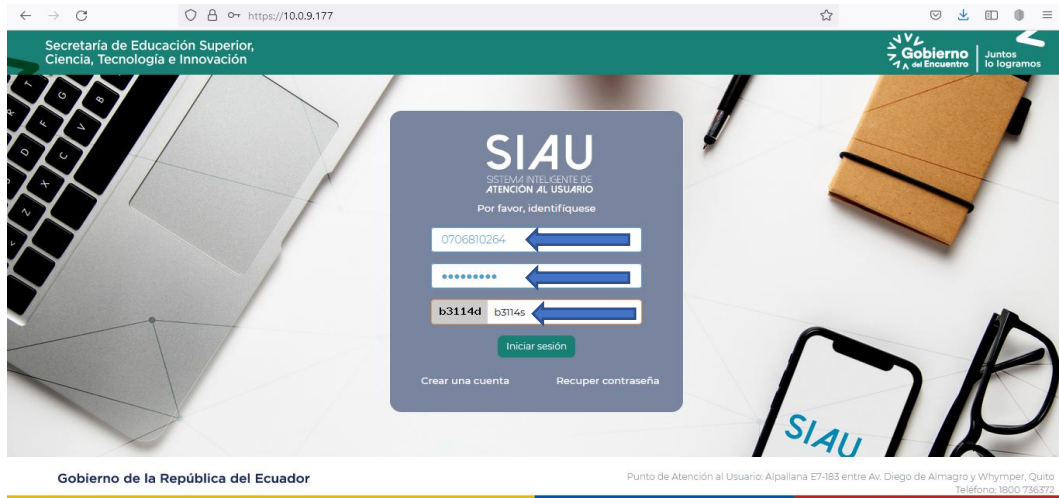 https://10.0.9.177
Secretaría de Educación Superior,
Ciencia, Tecnología e Innovación
Gobierno
del Encuentro
Juntos
lo logramos
SIAU
SISTEMA INTELIGENTE DE
ATENCIÓN AL USUARIO
Por favor, identifíquese
0706810264
b3114d b3114s
Iniciar sesión
Crear una cuenta Recuper contraseña
SIAU
Gobierno de la República del Ecuador
Punto de Atención al Usuario: Alpallana E7-183 entre Av. Diego de Almagro y Whymper, Quito
Teléfono: 1800 736372